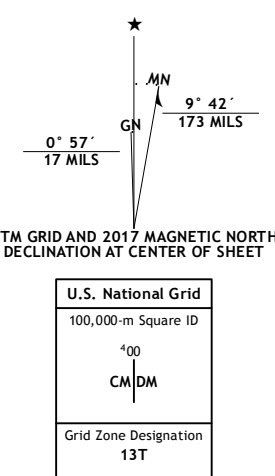 ★
MN
GN
9° 42´
173 MILS
0° 57´
17 MILS
TM GRID AND 2017 MAGNETIC NORTH
DECLINATION AT CENTER OF SHEET
U.S. National Grid
100,000-m Square ID
⁴00
CM DM
Grid Zone Designation
13T